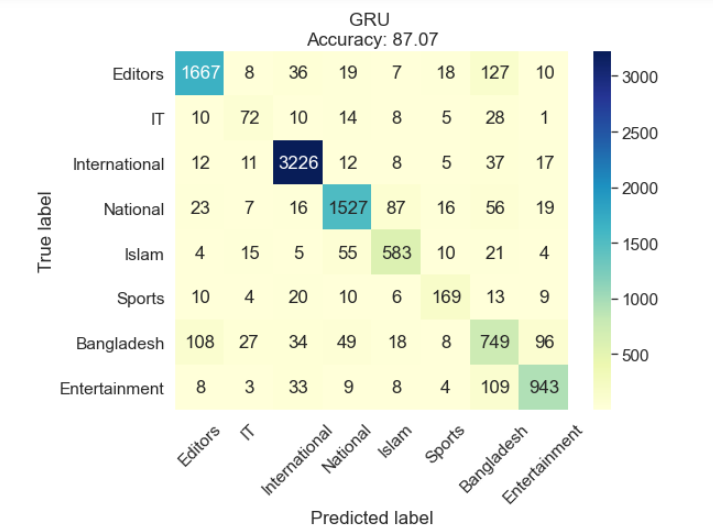 GRU
Accuracy: 87.07
Editors 1667 8 36 19 7 18 127 10
IT 10 72 10 14 8 5 28 1
International 12 11 3226 12 8 5 37 17
National 23 7 16 1527 87 16 56 19
Islam 4 15 5 55 583 10 21 4
Sports 10 4 20 10 6 169 13 9
Bangladesh 108 27 34 49 18 8 749 96
Entertainment 8 3 33 9 8 4 109 943
Editors IT International National Islam Sports Bangladesh Entertainment
Predicted label
True label
3000
2500
2000
1500
1000
500